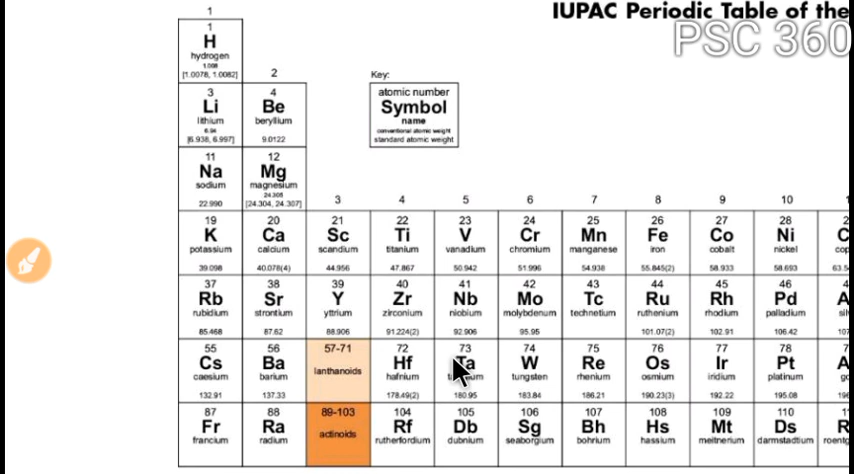 1
IUPAC Periodic Table of the
PSC 360
1
H
hydrogen
1.008
[1.0078, 1.0082]
2
Key:
3 4 atomic number
Li Be Symbol
lithium beryllium name
6.94 conventional atomic weight
[6.938, 6.997] 9.0122 standard atomic weight
11 12
Na Mg
sodium magnesium
24.305
22.990 [24.304, 24.307]
3 4 5 6 7 8 9 10
19 20 21 22 23 24 25 26 27 28
K Ca Sc Ti V Cr Mn Fe Co Ni
potassium calcium scandium titanium vanadium chromium manganese iron cobalt nickel
39.098 40.078(4) 44.956 47.867 50.942 51.996 54.938 55.845(2) 58.933 58.693
37 38 39 40 41 42 43 44 45 46
Rb Sr Y Zr Nb Mo Tc Ru Rh Pd
rubidium strontium yttrium zirconium niobium molybdenum technetium ruthenium rhodium palladium
85.468 87.62 88.906 91.224(2) 92.906 95.95 101.07(2) 102.91 106.42
55 56 57-71 72 73 74 75 76 77 78
Cs Ba Hf Ta W Re Os Ir Pt
caesium barium lanthanoids hafnium tungsten rhenium osmium iridium platinum
132.91 137.33 178.49(2) 180.95 183.84 186.21 190.23(3) 192.22 195.08
87 88 89-103 104 105 106 107 108 109 110
Fr Ra Rf Db Sg Bh Hs Mt Ds
francium radium actinoids rutherfordium dubnium seaborgium bohrium hassium meitnerium darmstadtium